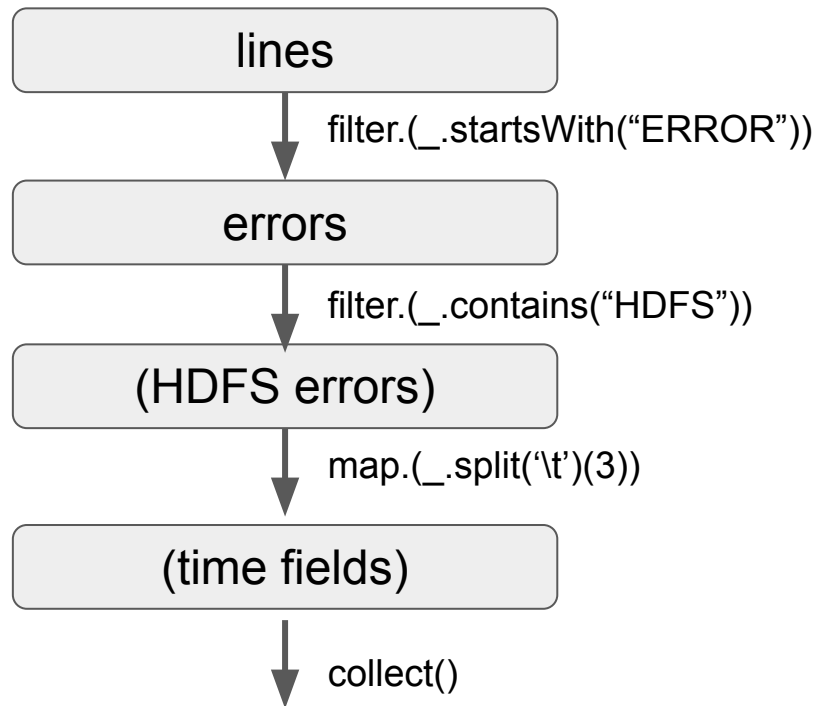 lines
filter.(_.startsWith(“ERROR”))
errors
filter.(_.contains(“HDFS”))
(HDFS errors)
map.(_.split(‘\t’)(3))
(time fields)
collect()